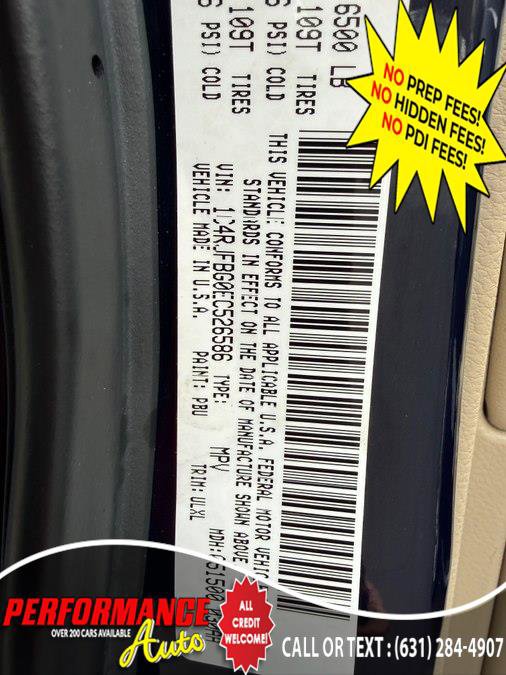 6500 LB
109T TIRES
6 PSI) COLD
109T TIRES
6 PSI) COLD
THIS VEHICLE CONFORMS TO ALL APPLICABLE U.S.A. FEDERAL MOTOR VEHIC
STANDARDS IN EFFECT ON THE DATE OF MANUFACTURE SHOWN ABOVE
VIN: 1C4RJFBG0EC526586 TYPE: MPV MDH:
VEHICLE MADE IN U.S.A. PAINT: PBU TRIM: ULXL
NO PREP FEES!
NO HIDDEN FEES!
NO PDI FEES!
PERFORMANCE
OVER 200 CARS AVAILABLE
Auto
ALL
CREDIT
WELCOME!
CALL OR TEXT : (631) 284-4907